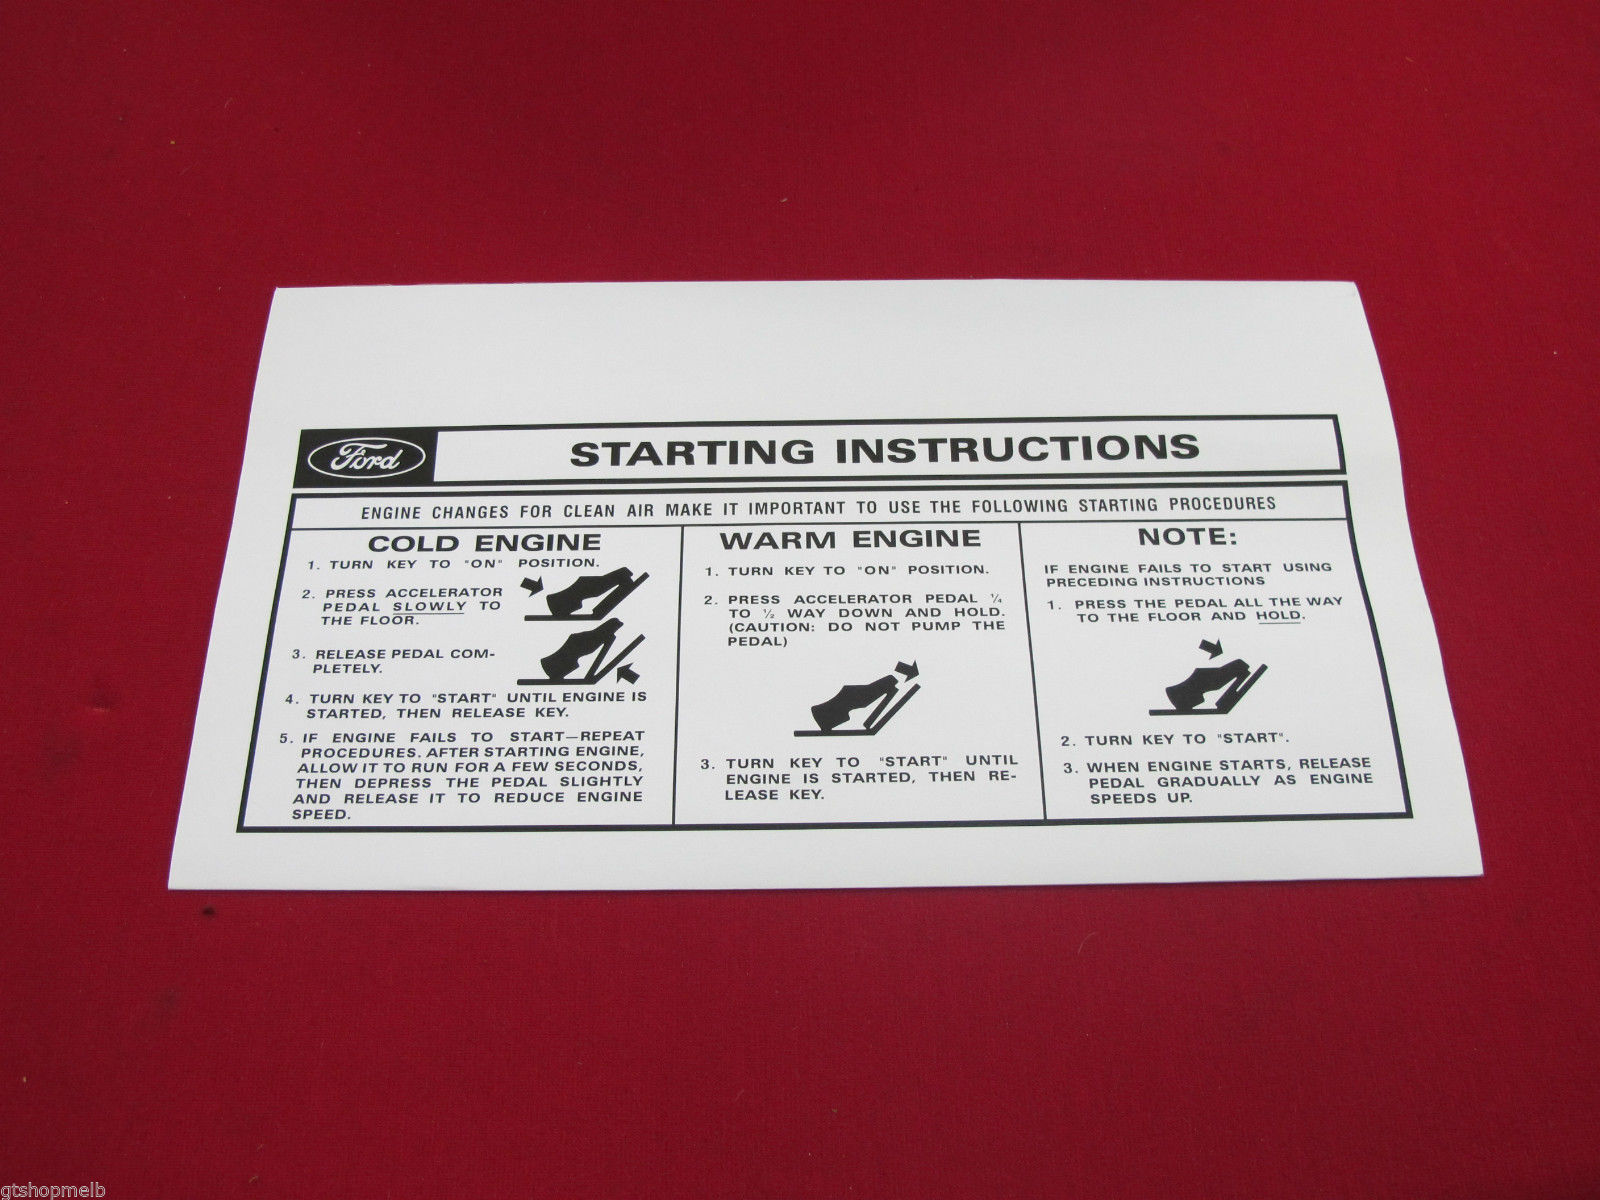 Ford
STARTING INSTRUCTIONS
ENGINE CHANGES FOR CLEAN AIR MAKE IT IMPORTANT TO USE THE FOLLOWING STARTING PROCEDURES
COLD ENGINE
1. TURN KEY TO "ON" POSITION.
2. PRESS ACCELERATOR
PEDAL SLOWLY TO
THE FLOOR.
3. RELEASE PEDAL COM-
PLETELY.
4. TURN KEY TO "START" UNTIL ENGINE IS
STARTED, THEN RELEASE KEY.
5. IF ENGINE FAILS TO START—REPEAT
PROCEDURES. AFTER STARTING ENGINE,
ALLOW IT TO RUN FOR A FEW SECONDS,
THEN DEPRESS THE PEDAL SLIGHTLY
AND RELEASE IT TO REDUCE ENGINE
SPEED.
WARM ENGINE
1. TURN KEY TO "ON" POSITION.
2. PRESS ACCELERATOR PEDAL ¼
TO ½ WAY DOWN AND HOLD.
(CAUTION: DO NOT PUMP THE
PEDAL)
3. TURN KEY TO "START" UNTIL
ENGINE IS STARTED, THEN RE-
LEASE KEY.
NOTE:
IF ENGINE FAILS TO START USING
PRECEDING INSTRUCTIONS
1. PRESS THE PEDAL ALL THE WAY
TO THE FLOOR AND HOLD.
2. TURN KEY TO "START".
3. WHEN ENGINE STARTS, RELEASE
PEDAL GRADUALLY AS ENGINE
SPEEDS UP.
gtshopmelb